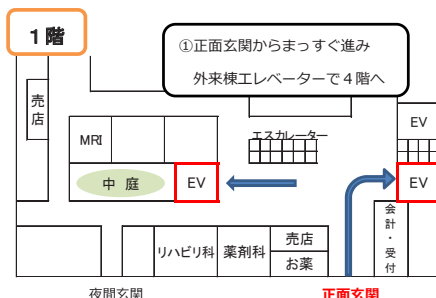 1階
①正面玄関からまっすぐ進み
外来棟エレベーターで4階へ
売店
MRI
エスカレーター
EV
中庭
EV
EV
会計・受付
リハビリ科
薬剤科
売店
お薬
夜間玄関
正面玄関